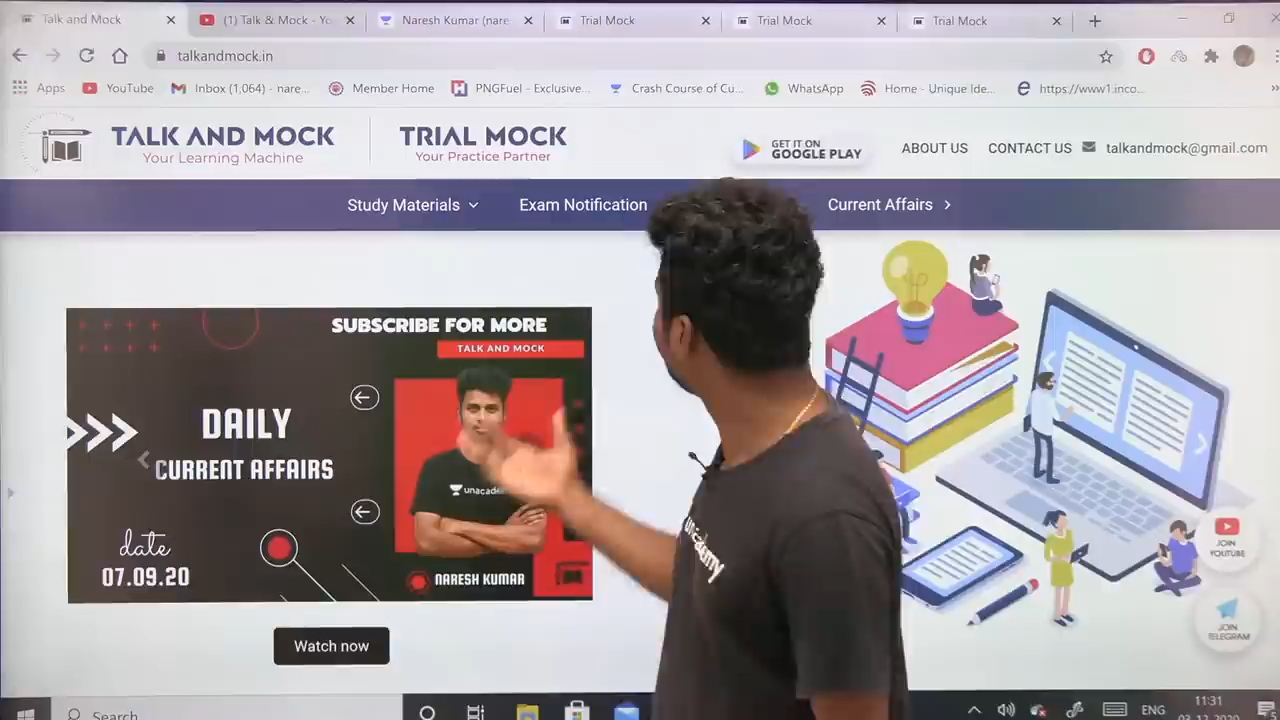 Talk and Mock
(1) Talk & Mock - Yo
Naresh Kumar (nare
Trial Mock
Trial Mock
Trial Mock
talkandmock.in
Apps
YouTube
Inbox (1,064) - nare...
Member Home
PNGFuel - Exclusive...
Crash Course of Cu...
WhatsApp
Home - Unique Ide...
https://www1.inco...
TALK AND MOCK
Your Learning Machine
TRIAL MOCK
Your Practice Partner
GET IT ON
GOOGLE PLAY
ABOUT US
CONTACT US
talkandmock@gmail.com
Study Materials
Exam Notification
Current Affairs
SUBSCRIBE FOR MORE
TALK AND MOCK
DAILY
CURRENT AFFAIRS
date
07.09.20
unacade
NARESH KUMAR
Watch now
unacademy
JOIN
YOUTUBE
JOIN
TELEGRAM
Search
ENG
11:31